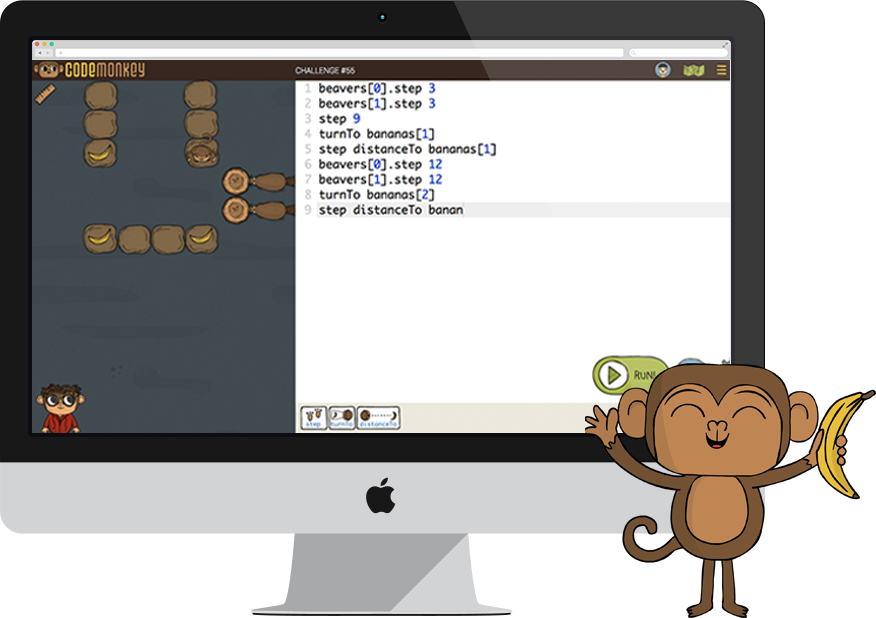 CODEMONKEY
CHALLENGE #55
1 beavers[0].step 3
2 beavers[1].step 3
3 step 9
4 turnTo bananas[1]
5 step distanceTo bananas[1]
6 beavers[0].step 12
7 beavers[1].step 12
8 turnTo bananas[2]
9 step distanceTo banan
RUN!
step turnTo distanceTo